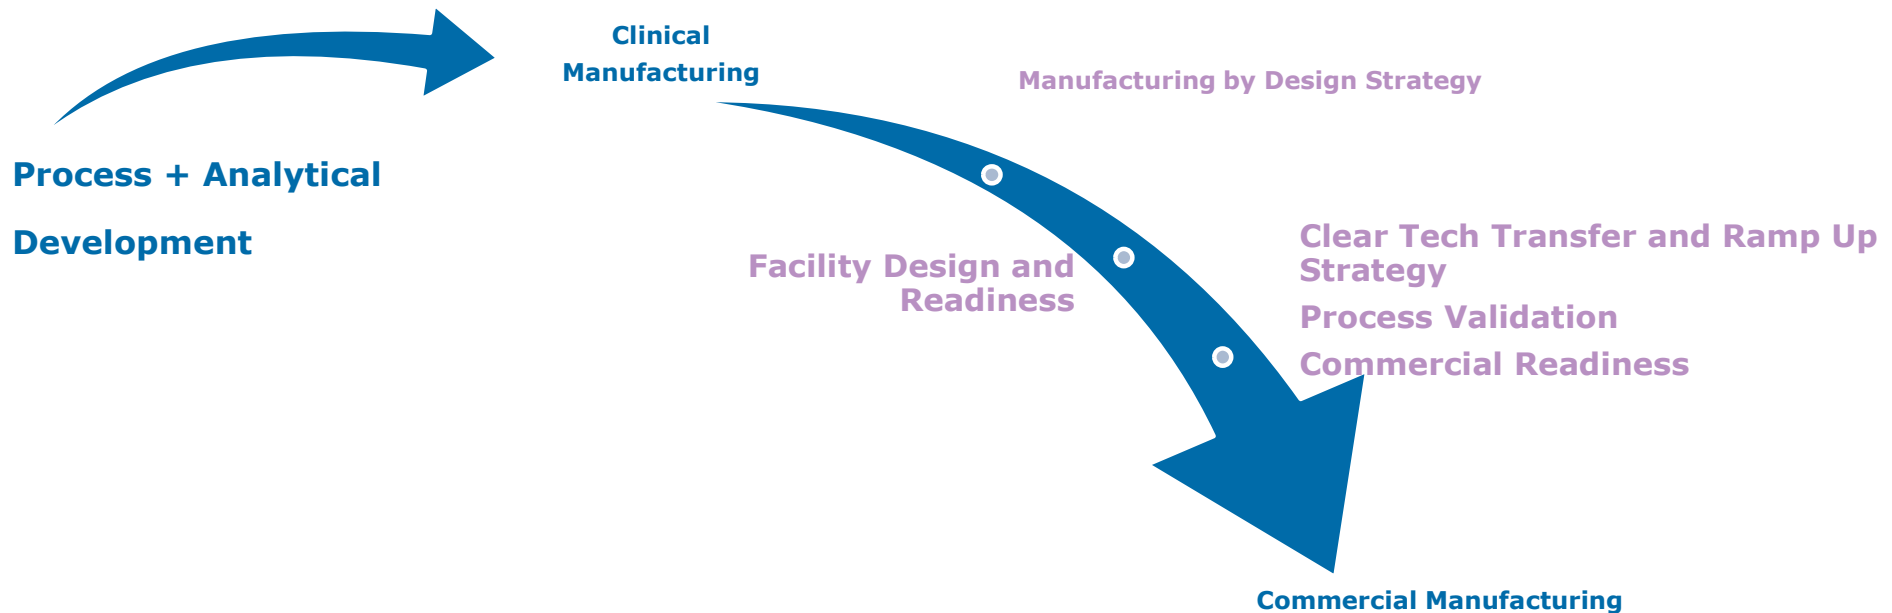 Clinical
Manufacturing
Manufacturing by Design Strategy
Process + Analytical
Development
Facility Design and
Readiness
Clear Tech Transfer and Ramp Up
Strategy
Process Validation
Commercial Readiness
Commercial Manufacturing